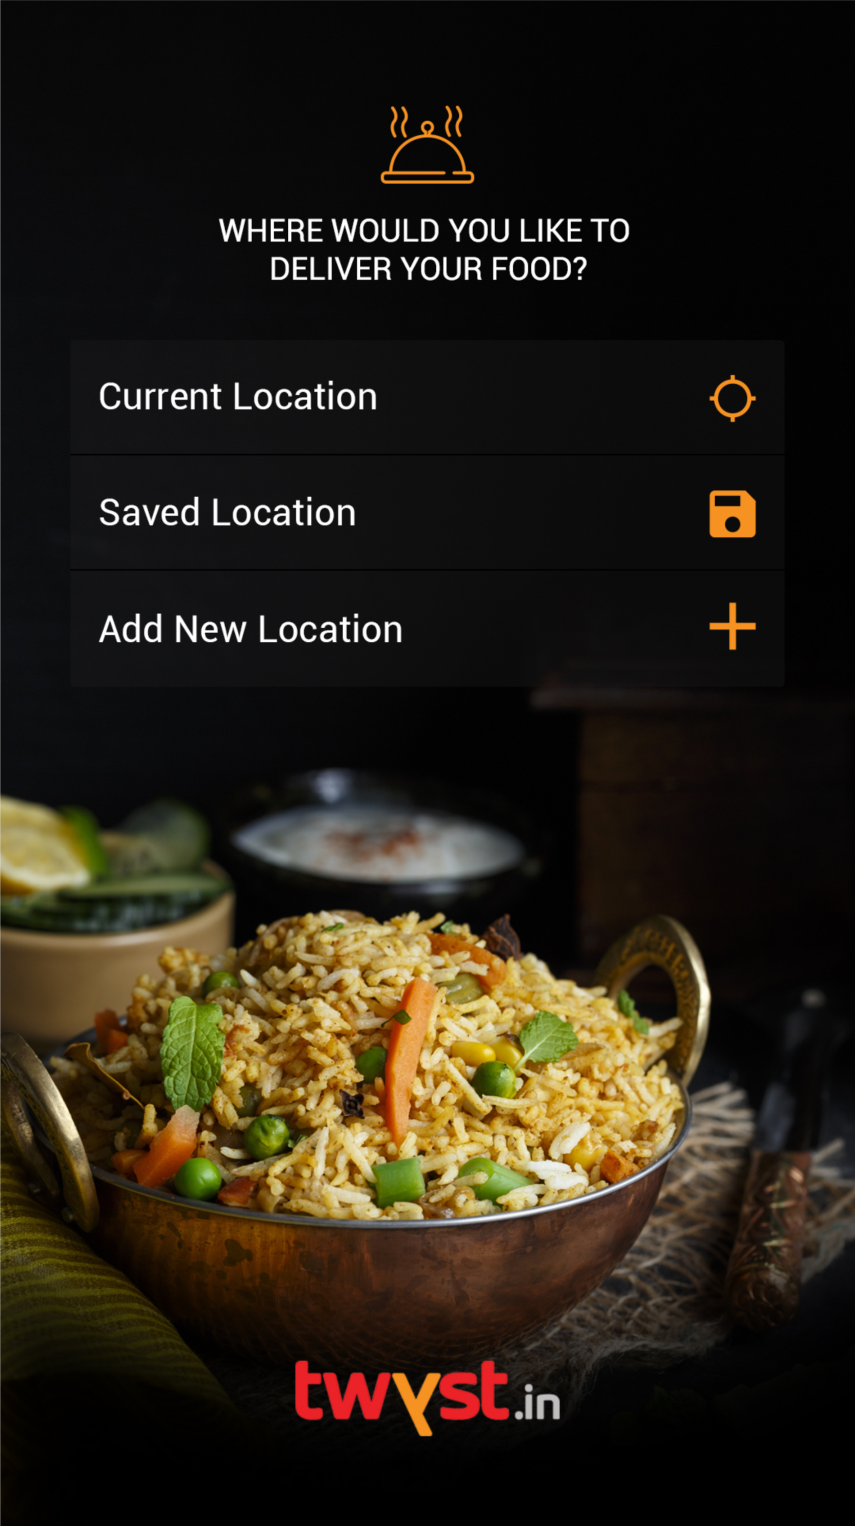 WHERE WOULD YOU LIKE TO
DELIVER YOUR FOOD?
Current Location
Saved Location
Add New Location
twyst.in